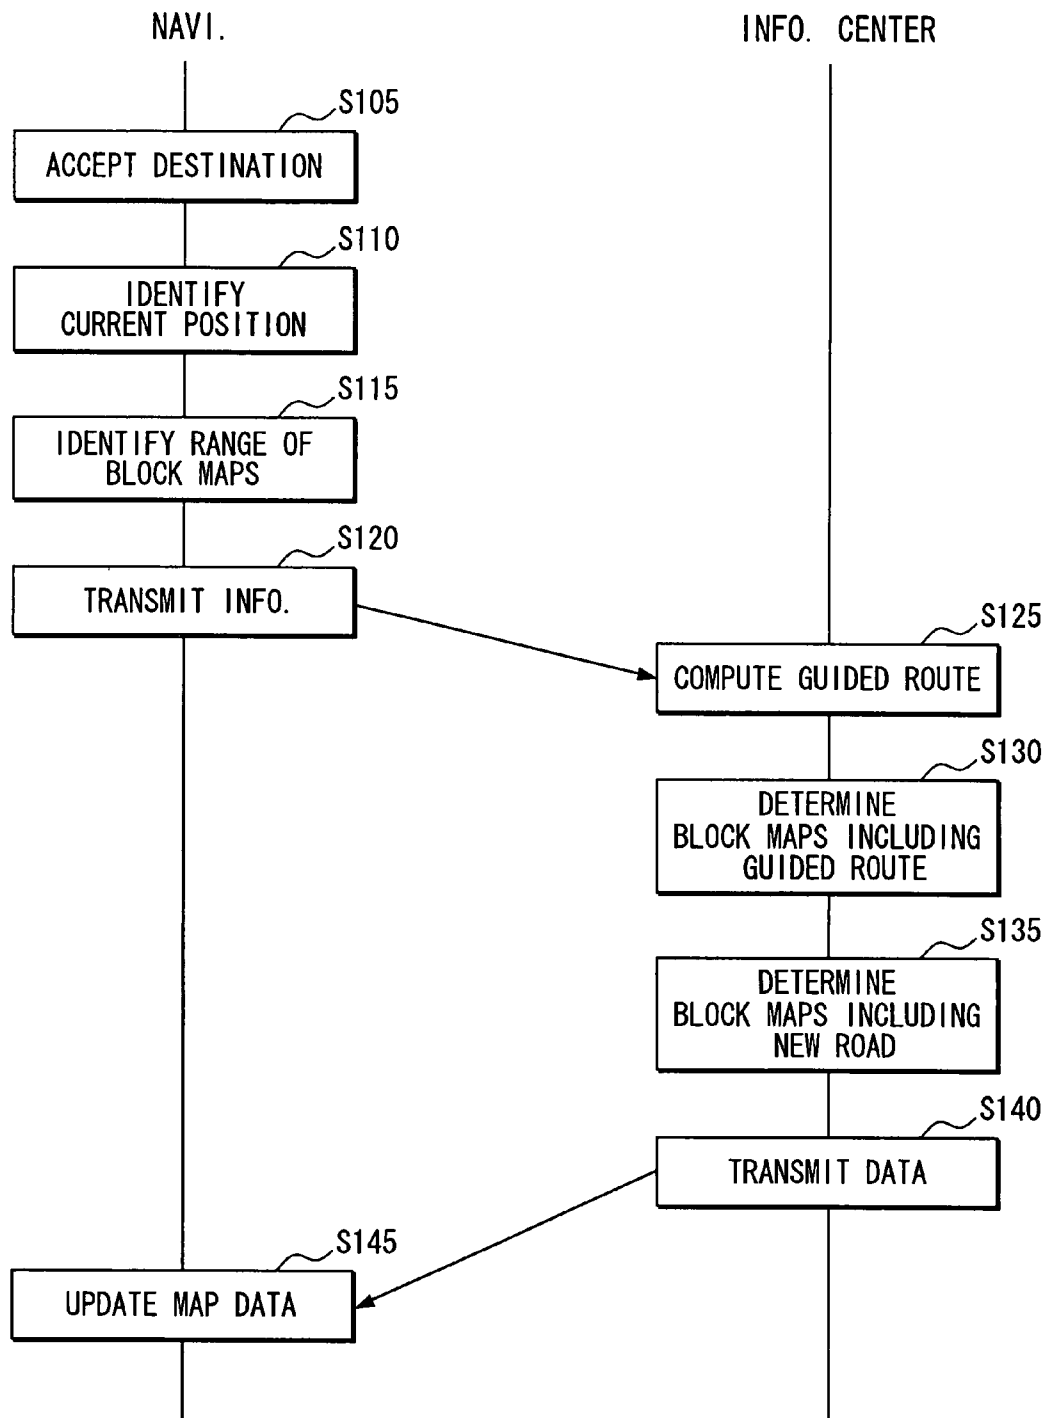 NAVI.
INFO. CENTER
S105
ACCEPT DESTINATION
S110
IDENTIFY
CURRENT POSITION
S115
IDENTIFY RANGE OF
BLOCK MAPS
S120
TRANSMIT INFO.
S125
COMPUTE GUIDED ROUTE
S130
DETERMINE
BLOCK MAPS INCLUDING
GUIDED ROUTE
S135
DETERMINE
BLOCK MAPS INCLUDING
NEW ROAD
S140
TRANSMIT DATA
S145
UPDATE MAP DATA